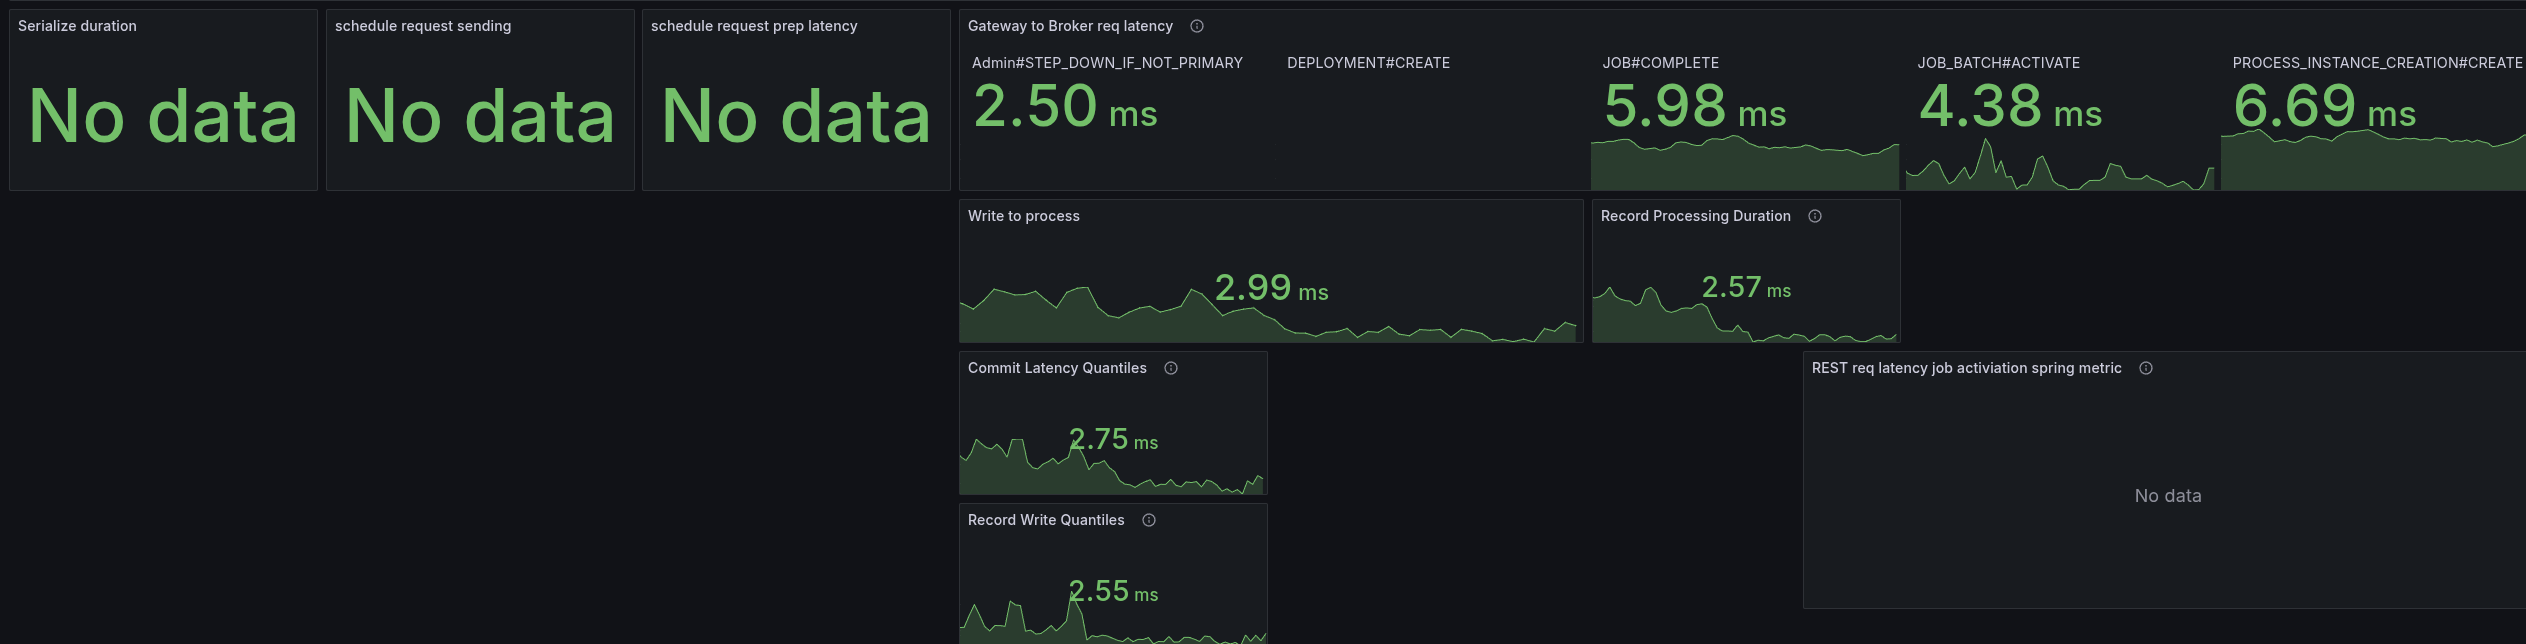 Serialize duration
No data
schedule request sending
No data
schedule request prep latency
No data
Gateway to Broker req latency
Admin#STEP_DOWN_IF_NOT_PRIMARY
2.50 ms
DEPLOYMENT#CREATE
JOB#COMPLETE
5.98 ms
JOB_BATCH#ACTIVATE
4.38 ms
PROCESS_INSTANCE_CREATION#CREATE
6.69 ms
Write to process
2.99 ms
Record Processing Duration
2.57 ms
Commit Latency Quantiles
2.75 ms
REST req latency job activiation spring metric
No data
Record Write Quantiles
2.55 ms